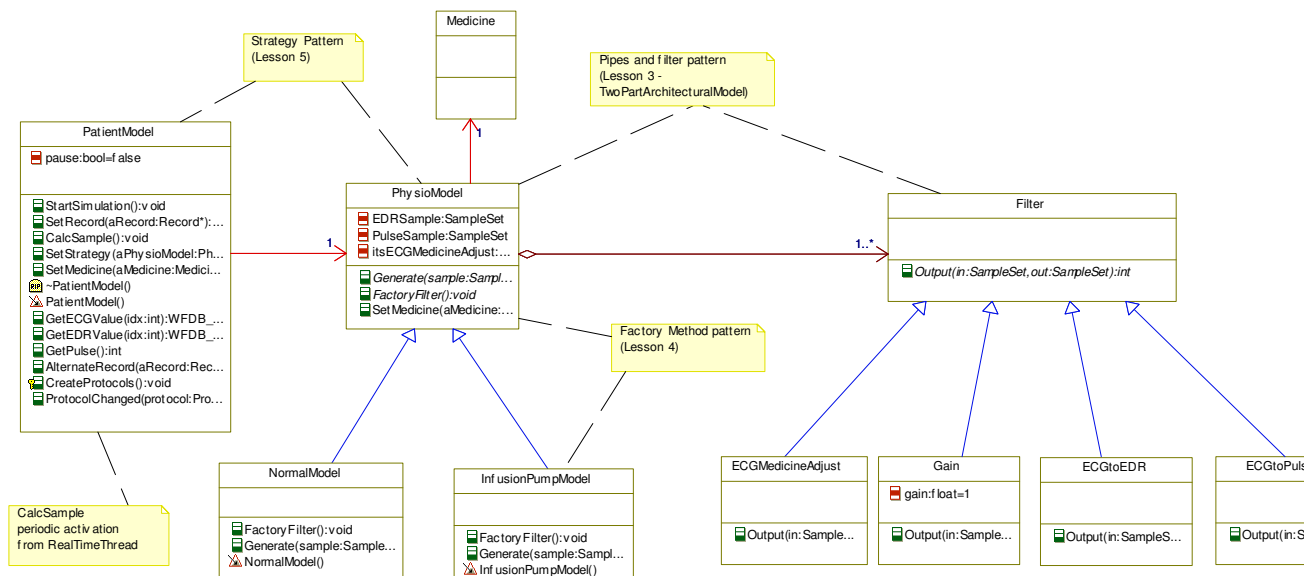 Medicine
Strategy Pattern
(Lesson 5)
Pipes and filter pattern
(Lesson 3 -
TwoPartArchitecturalModel)
PatientModel
pause:bool=false
StartSimulation():void
SetRecord(aRecord:Record*):...
CalcSample():void
SetStrategy(aPhysioModel:Ph...
SetMedicine(aMedicine:Medici...
RIP ~PatientModel()
PatientModel()
GetECGValue(idx:int):WFDB_...
GetEDRValue(idx:int):WFDB_...
GetPulse():int
AlternateRecord(aRecord:Rec...
CreateProtocols():void
ProtocolChanged(protocol:Pro...
1
1
PhysioModel
EDRSample:SampleSet
PulseSample:SampleSet
itsECGMedicineAdjust:...
Generate(sample:Sampl...
FactoryFilter():void
SetMedicine(aMedicine:...
1..*
Filter
Output(in:SampleSet,out:SampleSet):int
Factory Method pattern
(Lesson 4)
CalcSample
periodic activation
from RealTimeThread
NormalModel
FactoryFilter():void
Generate(sample:Sample...
NormalModel()
InfusionPumpModel
FactoryFilter():void
Generate(sample:Sampl...
InfusionPumpModel()
ECGMedicineAdjust
Output(in:Sample...
Gain
gain:float=1
Output(in:Sample...
ECGtoEDR
Output(in:SampleS...
ECGtoPuls
Output(in:S